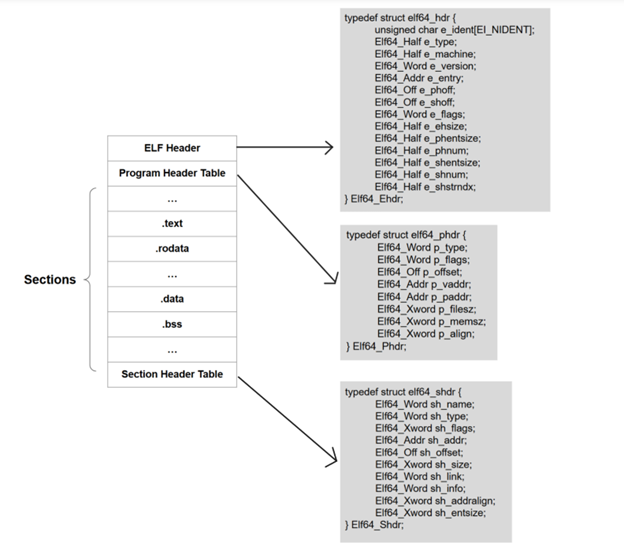 Sections
ELF Header
Program Header Table
...
.text
.rodata
...
.data
.bss
...
Section Header Table
typedef struct elf64_hdr {
unsigned char e_ident[EI_NIDENT];
Elf64_Half e_type;
Elf64_Half e_machine;
Elf64_Word e_version;
Elf64_Addr e_entry;
Elf64_Off e_phoff;
Elf64_Off e_shoff;
Elf64_Word e_flags;
Elf64_Half e_ehsize;
Elf64_Half e_phentsize;
Elf64_Half e_phnum;
Elf64_Half e_shentsize;
Elf64_Half e_shnum;
Elf64_Half e_shstrndx;
} Elf64_Ehdr;
typedef struct elf64_phdr {
Elf64_Word p_type;
Elf64_Word p_flags;
Elf64_Off p_offset;
Elf64_Addr p_vaddr;
Elf64_Addr p_paddr;
Elf64_Xword p_filesz;
Elf64_Xword p_memsz;
Elf64_Xword p_align;
} Elf64_Phdr;
typedef struct elf64_shdr {
Elf64_Word sh_name;
Elf64_Word sh_type;
Elf64_Xword sh_flags;
Elf64_Addr sh_addr;
Elf64_Off sh_offset;
Elf64_Xword sh_size;
Elf64_Word sh_link;
Elf64_Word sh_info;
Elf64_Xword sh_addralign;
Elf64_Xword sh_entsize;
} Elf64_Shdr;